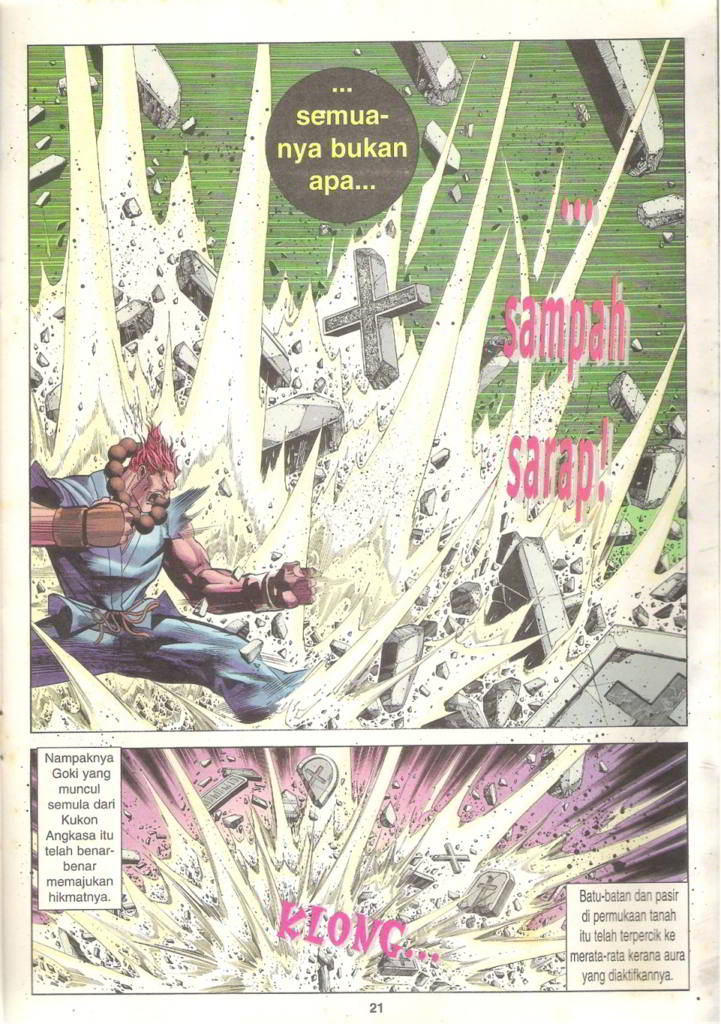 ...
semua-
nya bukan
apa...
...
sampah
sarap!
Nampaknya
Goki yang
muncul
semula dari
Kukon
Angkasa itu
telah benar-
benar
memajukan
hikmatnya.
KLONG...
Batu-batan dan pasir
di permukaan tanah
itu telah terpercik ke
merata-rata kerana aura
yang diaktifkannya.
21